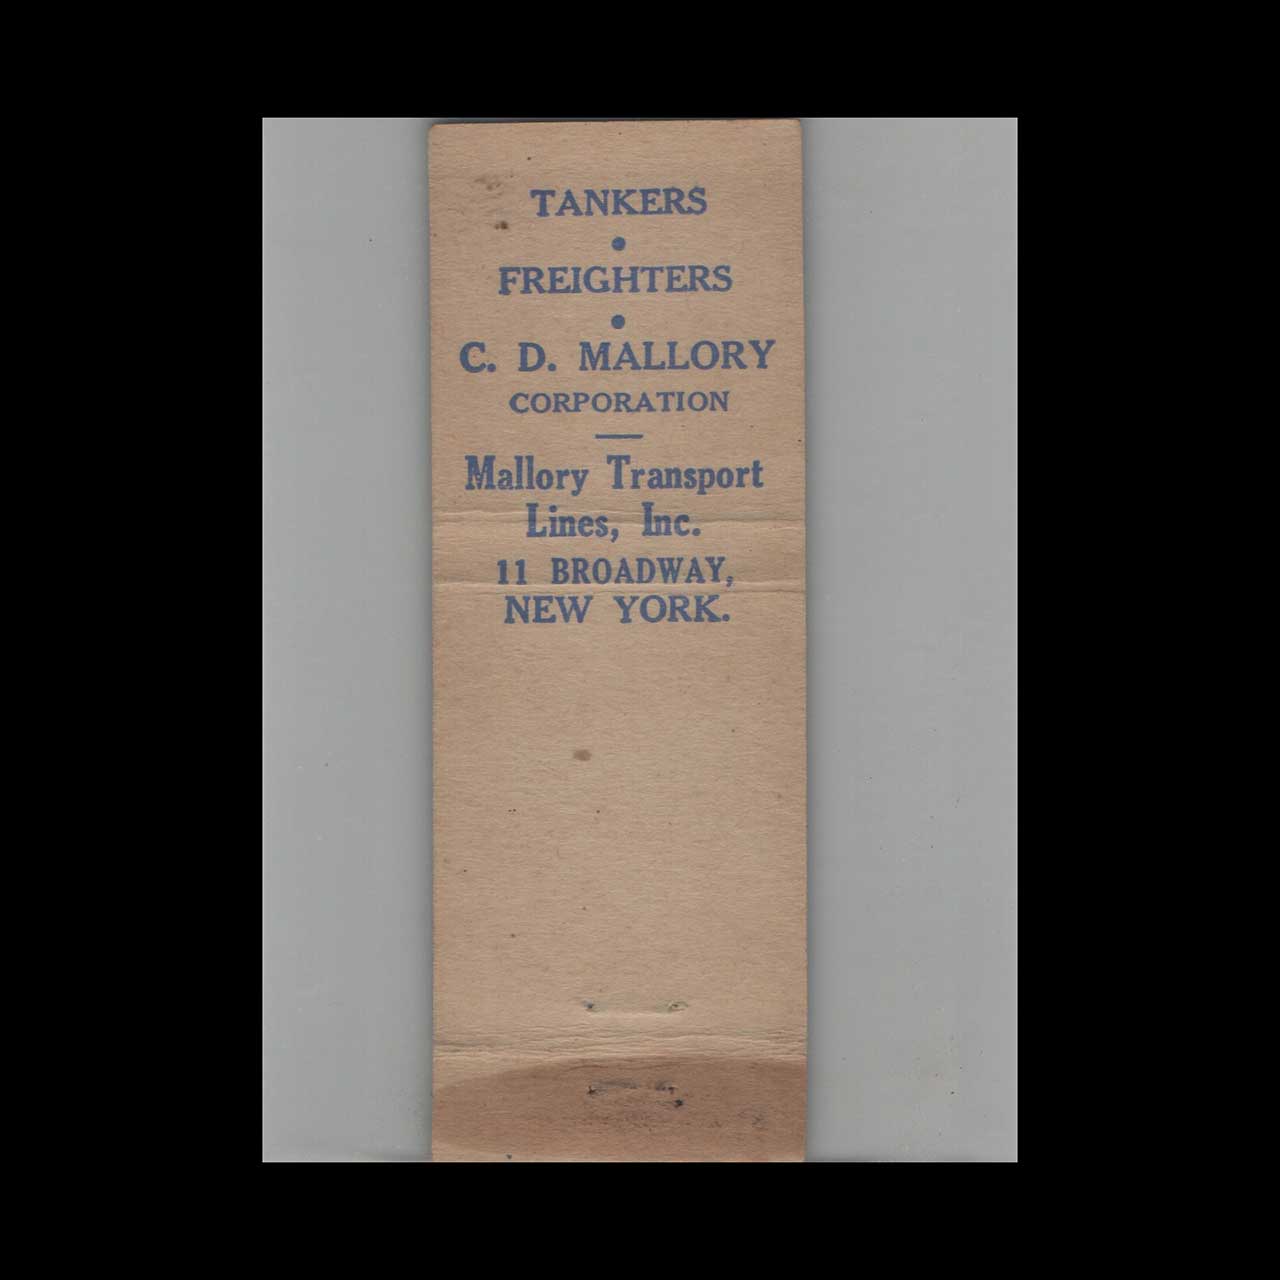 TANKERS
•
FREIGHTERS
•
C. D. MALLORY
CORPORATION
—
Mallory Transport
Lines, Inc.
11 BROADWAY,
NEW YORK.